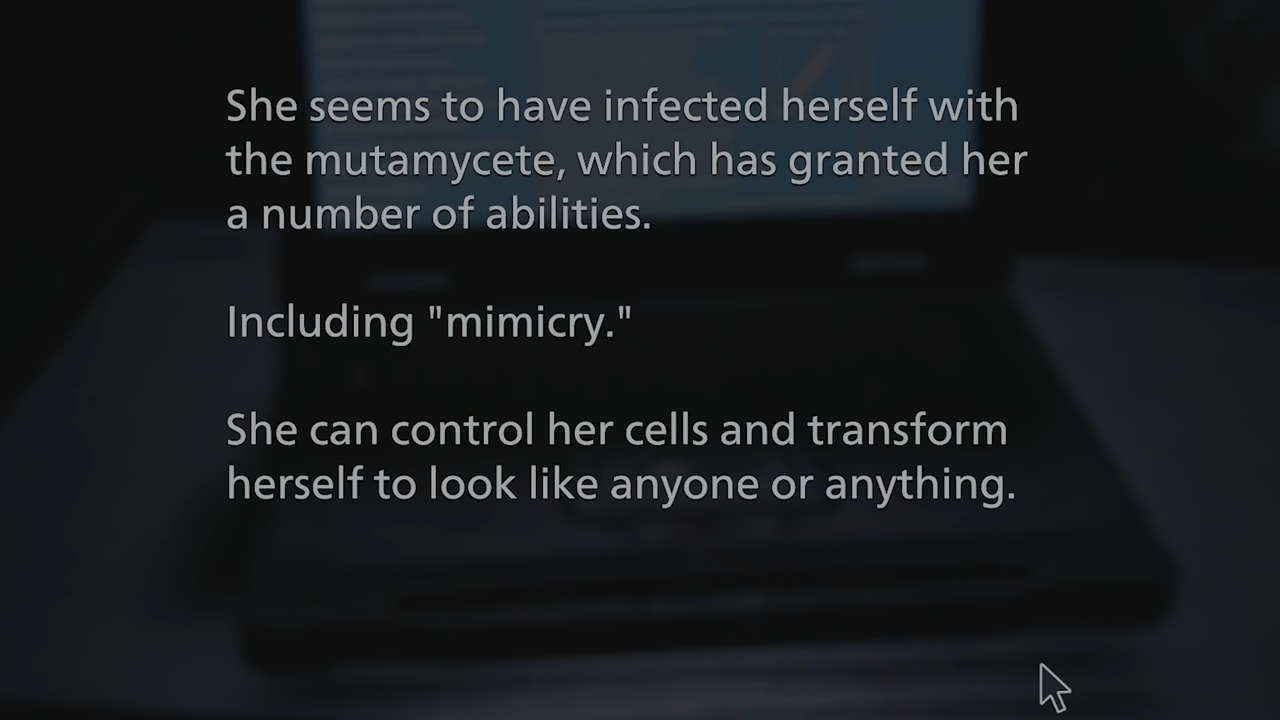 She seems to have infected herself with
the mutamycete, which has granted her
a number of abilities.
Including "mimicry."
She can control her cells and transform
herself to look like anyone or anything.